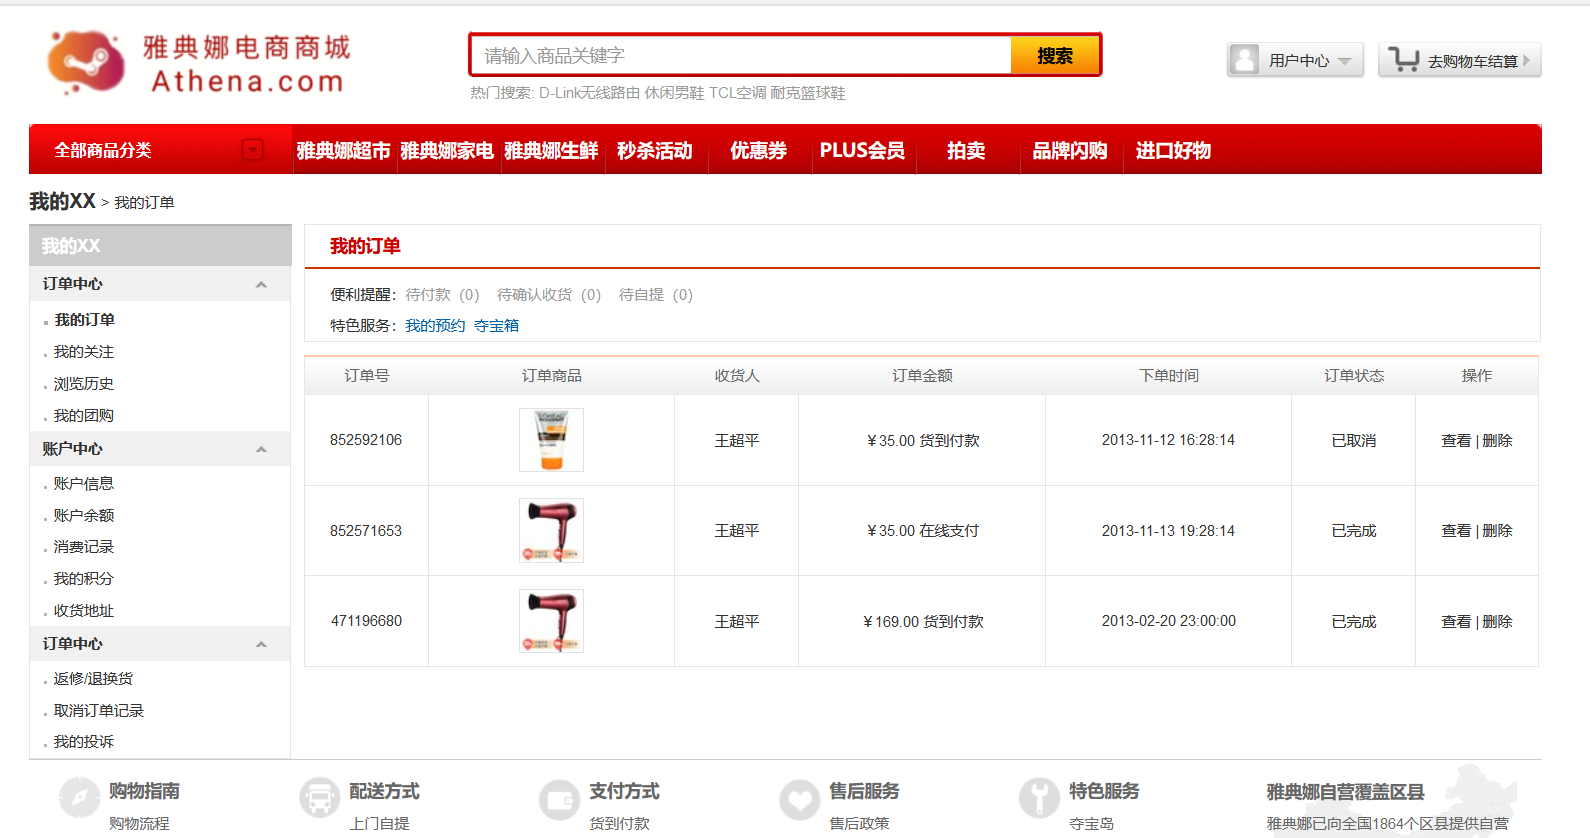 雅典娜电商商城
Athena.com
请输入商品关键字
搜索
热门搜索: D-Link无线路由 休闲男鞋 TCL空调 耐克篮球鞋
用户中心
去购物车结算
全部商品分类
雅典娜超市 雅典娜家电 雅典娜生鲜 秒杀活动 优惠券 PLUS会员 拍卖 品牌闪购 进口好物
我的XX > 我的订单
我的XX
订单中心
我的订单
我的关注
浏览历史
我的团购
账户中心
账户信息
账户余额
消费记录
我的积分
收货地址
订单中心
返修/退换货
取消订单记录
我的投诉
我的订单
便利提醒：待付款（0） 待确认收货（0） 待自提（0）
特色服务：我的预约 夺宝箱
订单号 订单商品 收货人 订单金额 下单时间 订单状态 操作
852592106 王超平 ￥35.00 货到付款 2013-11-12 16:28:14 已取消 查看 | 删除
852571653 王超平 ￥35.00 在线支付 2013-11-13 19:28:14 已完成 查看 | 删除
471196680 王超平 ￥169.00 货到付款 2013-02-20 23:00:00 已完成 查看 | 删除
购物指南
购物流程
配送方式
上门自提
支付方式
货到付款
售后服务
售后政策
特色服务
夺宝岛
雅典娜自营覆盖区县
雅典娜已向全国1864个区县提供自营